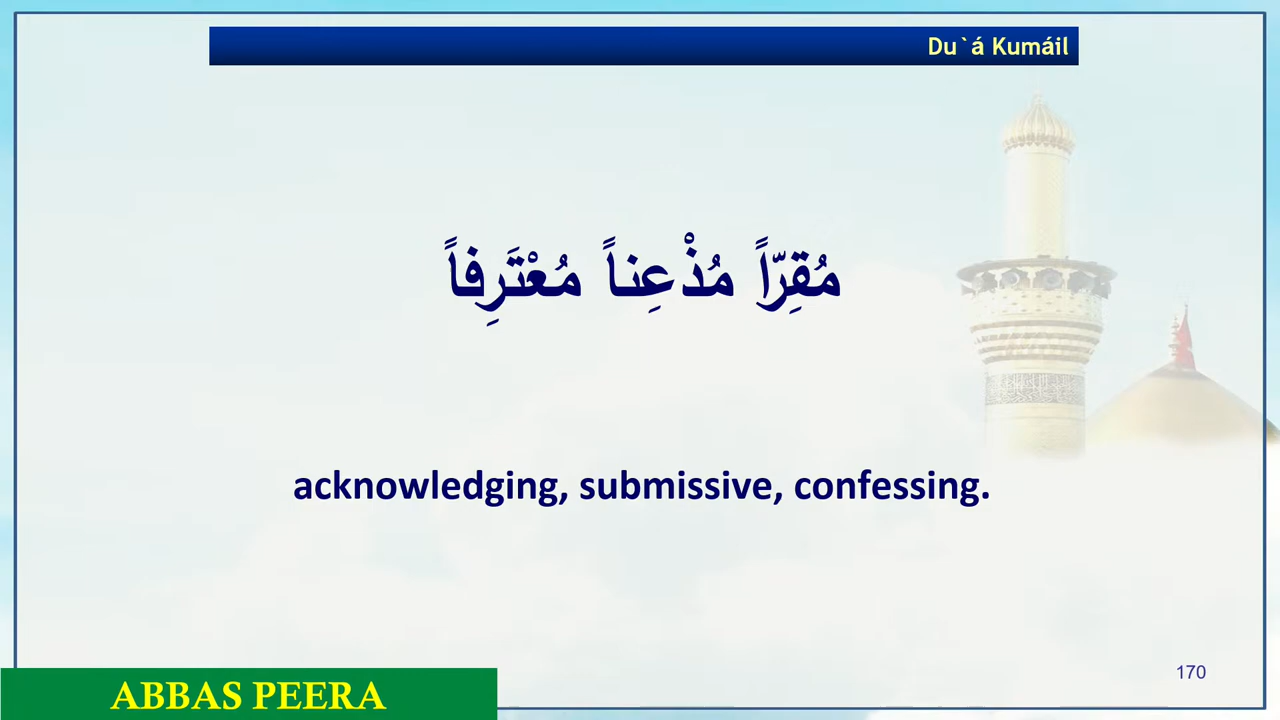 Du`á Kumáil
مُقِرّاً مُذْعِناً مُعْتَرِفاً
acknowledging, submissive, confessing.
170
ABBAS PEERA